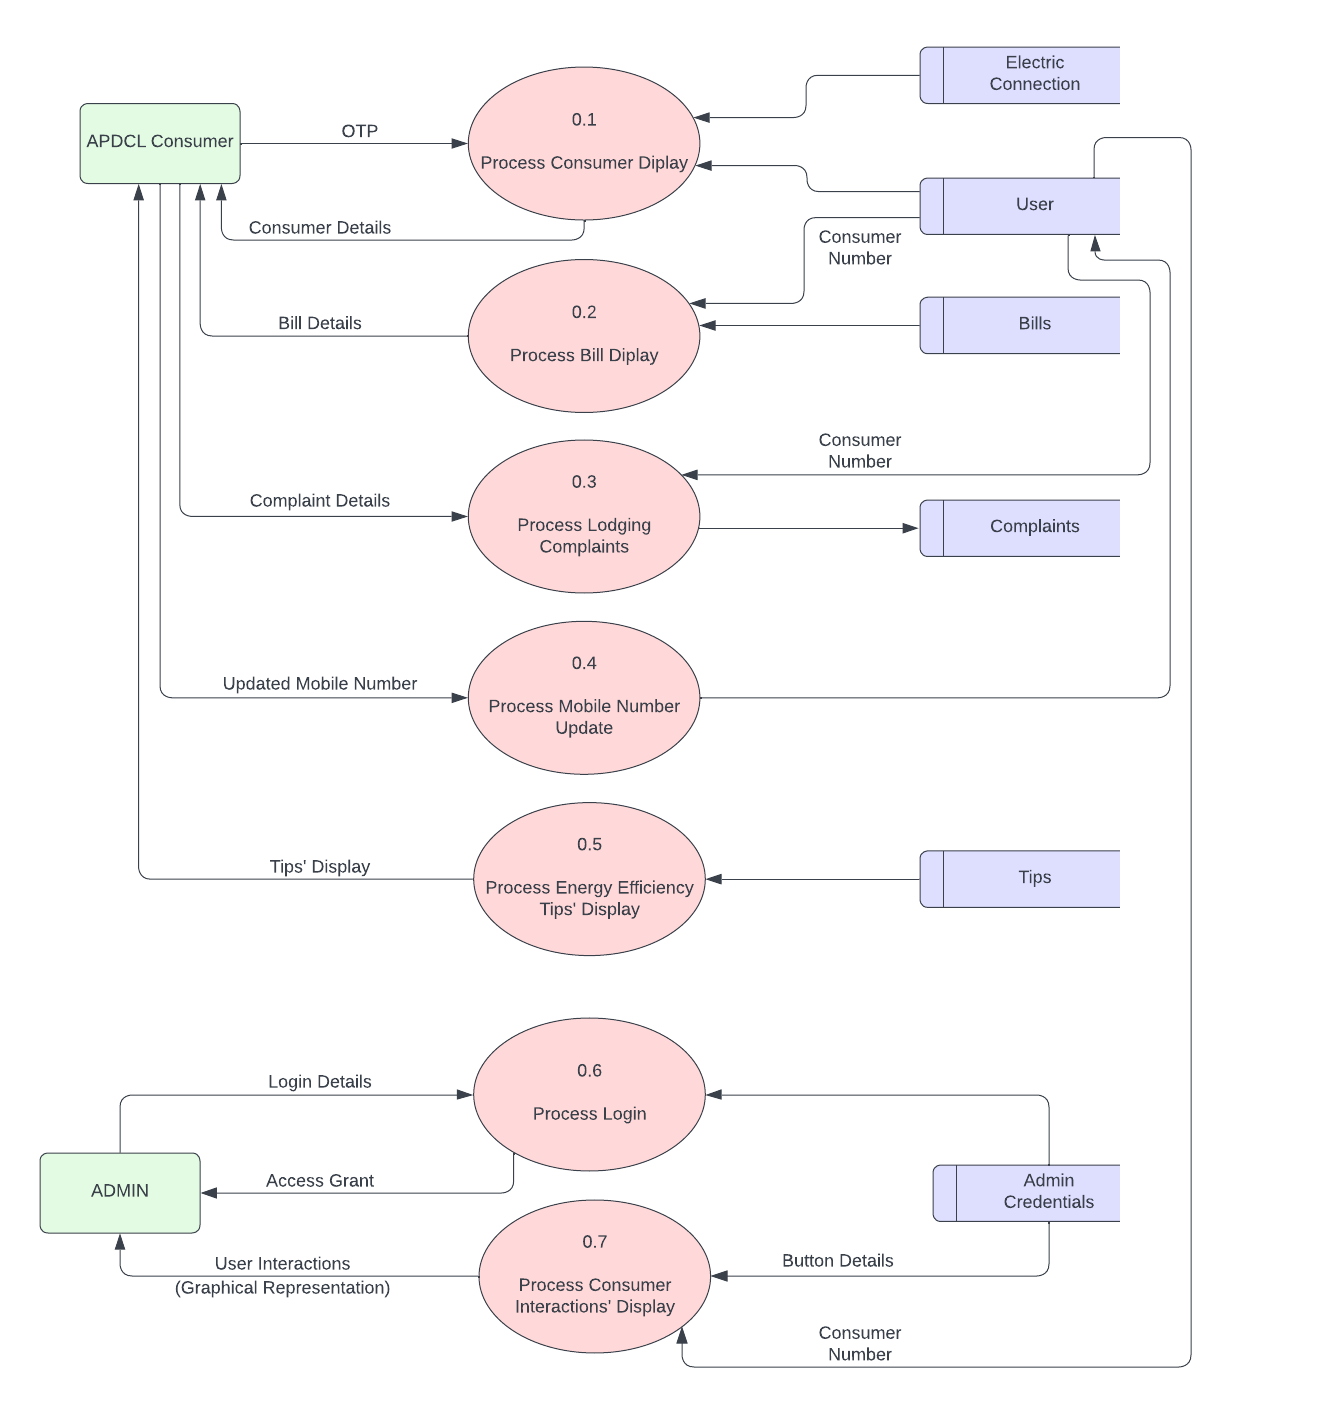 Electric
Connection
APDCL Consumer
OTP
0.1
Process Consumer Diplay
User
Consumer Details
Consumer
Number
0.2
Process Bill Diplay
Bill Details
Bills
Consumer
Number
0.3
Process Lodging
Complaints
Complaint Details
Complaints
0.4
Process Mobile Number
Update
Updated Mobile Number
0.5
Process Energy Efficiency
Tips' Display
Tips' Display
Tips
0.6
Process Login
Login Details
ADMIN
Access Grant
Admin
Credentials
0.7
Process Consumer
Interactions' Display
User Interactions
(Graphical Representation)
Button Details
Consumer
Number